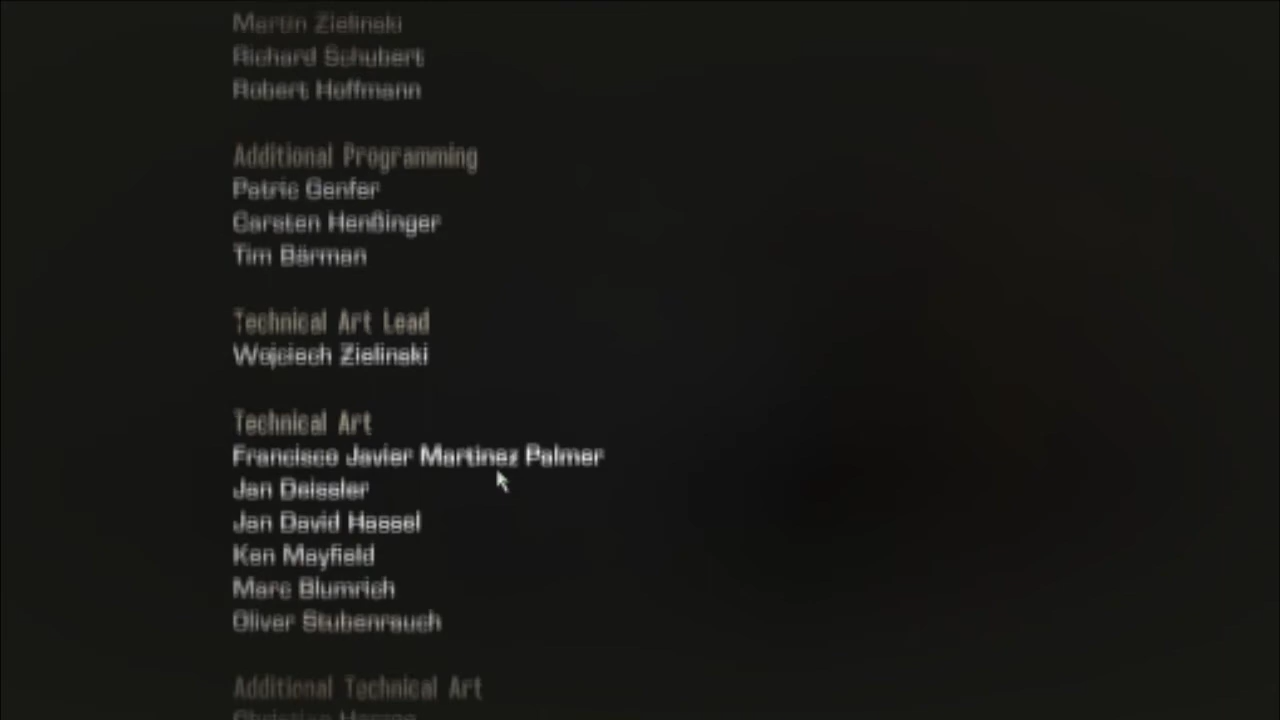 Martin Zielinski
Richard Schubert
Robert Hoffmann
Additional Programming
Patric Genfer
Carsten Henßinger
Tim Bärman
Technical Art Lead
Wojciech Zielinski
Technical Art
Francisco Javier Martinez Palmer
Jan Deissler
Jan David Hassel
Ken Mayfield
Marc Blumrich
Oliver Stubenrauch
Additional Technical Art
Christian